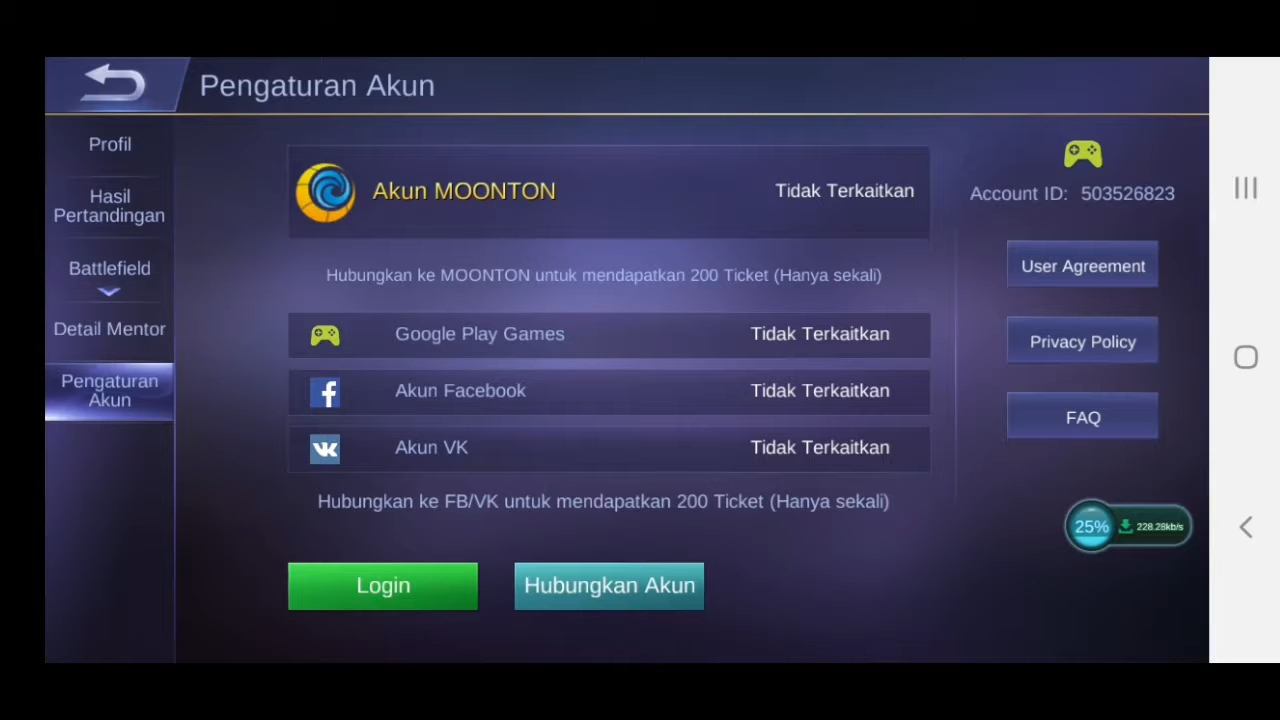 Pengaturan Akun
Profil
Hasil
Pertandingan
Battlefield
Detail Mentor
Pengaturan
Akun
Akun MOONTON
Tidak Terkaitkan
Hubungkan ke MOONTON untuk mendapatkan 200 Ticket (Hanya sekali)
Google Play Games
Tidak Terkaitkan
Akun Facebook
Tidak Terkaitkan
Akun VK
Tidak Terkaitkan
Hubungkan ke FB/VK untuk mendapatkan 200 Ticket (Hanya sekali)
Login
Hubungkan Akun
Account ID: 503526823
User Agreement
Privacy Policy
FAQ
25%
228.28kb/s